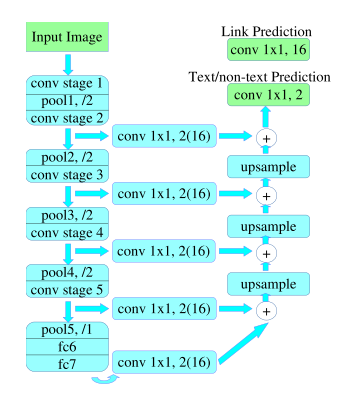 Link Prediction
Input Image
conv 1x1, 16
Text/non-text Prediction
conv stage 1
pool1, /2
conv 1x1, 2
conv stage 2
conv 1x1, 2(16)
+
pool2, /2
conv stage 3
upsample
conv 1x1, 2(16)
+
pool3, /2
conv stage 4
upsample
conv 1x1, 2(16)
+
pool4, /2
conv stage 5
upsample
conv 1x1, 2(16)
+
pool5, /1
fc6
fc7
conv 1x1, 2(16)